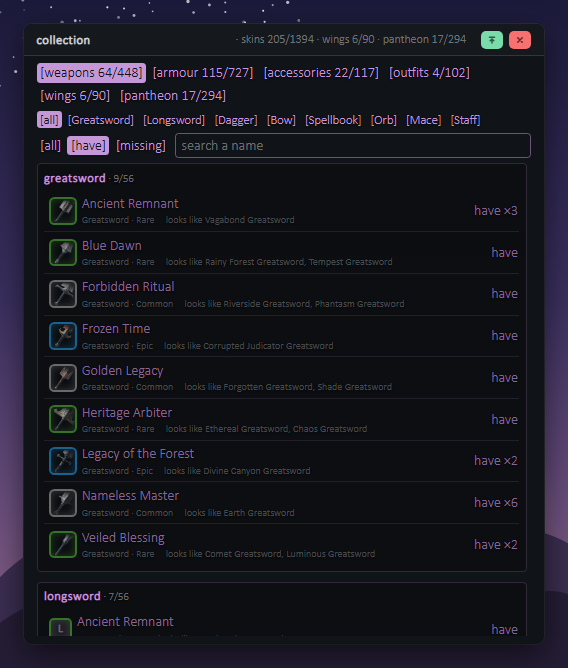 collection · skins 205/1394 · wings 6/90 · pantheon 17/294
[weapons 64/448] [armour 115/727] [accessories 22/117] [outfits 4/102]
[wings 6/90] [pantheon 17/294]
[all] [Greatsword] [Longsword] [Dagger] [Bow] [Spellbook] [Orb] [Mace] [Staff]
[all] [have] [missing] search a name
greatsword · 9/56
Ancient Remnant have ×3
Greatsword · Rare looks like Vagabond Greatsword
Blue Dawn have
Greatsword · Rare looks like Rainy Forest Greatsword, Tempest Greatsword
Forbidden Ritual have
Greatsword · Common looks like Riverside Greatsword, Phantasm Greatsword
Frozen Time have
Greatsword · Epic looks like Corrupted Judicator Greatsword
Golden Legacy have
Greatsword · Common looks like Forgotten Greatsword, Shade Greatsword
Heritage Arbiter have
Greatsword · Rare looks like Ethereal Greatsword, Chaos Greatsword
Legacy of the Forest have ×2
Greatsword · Epic looks like Divine Canyon Greatsword
Nameless Master have ×6
Greatsword · Common looks like Earth Greatsword
Veiled Blessing have ×2
Greatsword · Rare looks like Comet Greatsword, Luminous Greatsword
longsword · 7/56
L Ancient Remnant have